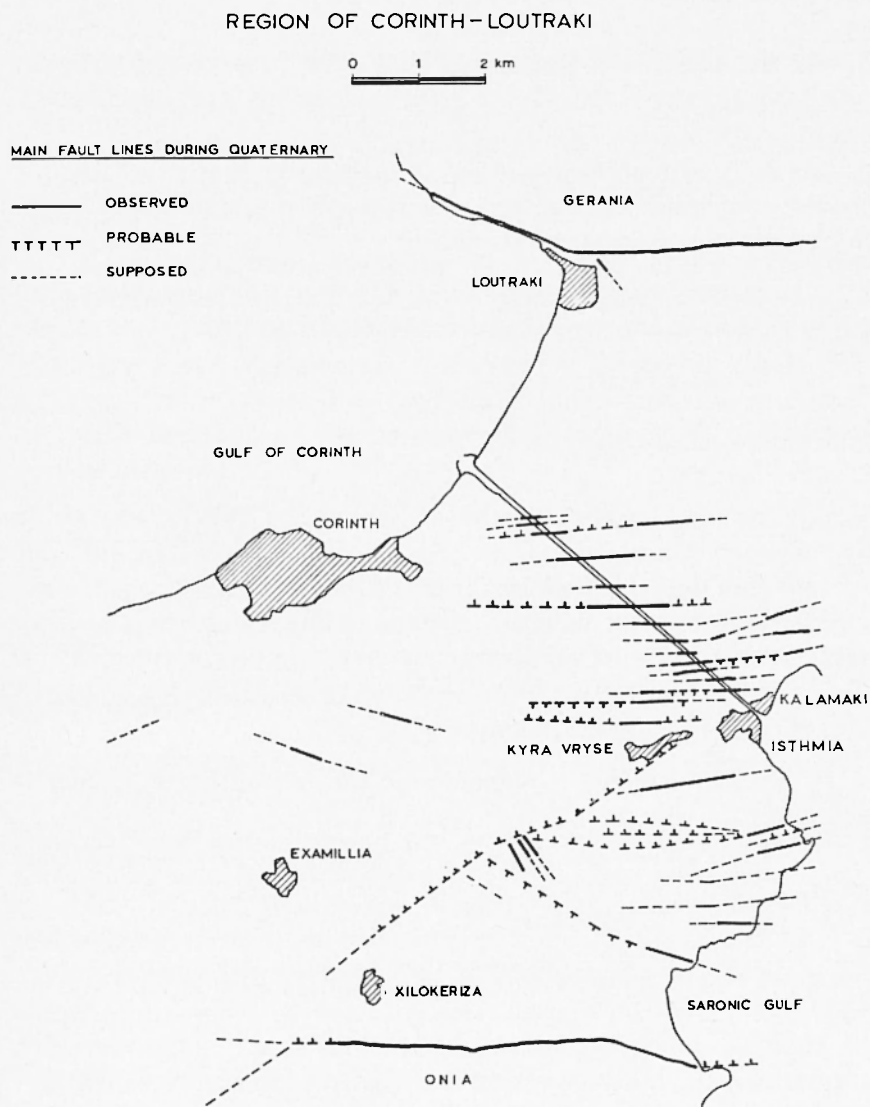 REGION OF CORINTH-LOUTRAKI
0 1 2 km
MAIN FAULT LINES DURING QUATERNARY
OBSERVED
PROBABLE
SUPPOSED
GERANIA
LOUTRAKI
GULF OF CORINTH
CORINTH
KALAMAKI
KYRA VRYSE
ISTHMIA
EXAMILLIA
XILOKERIZA
SARONIC GULF
ONIA